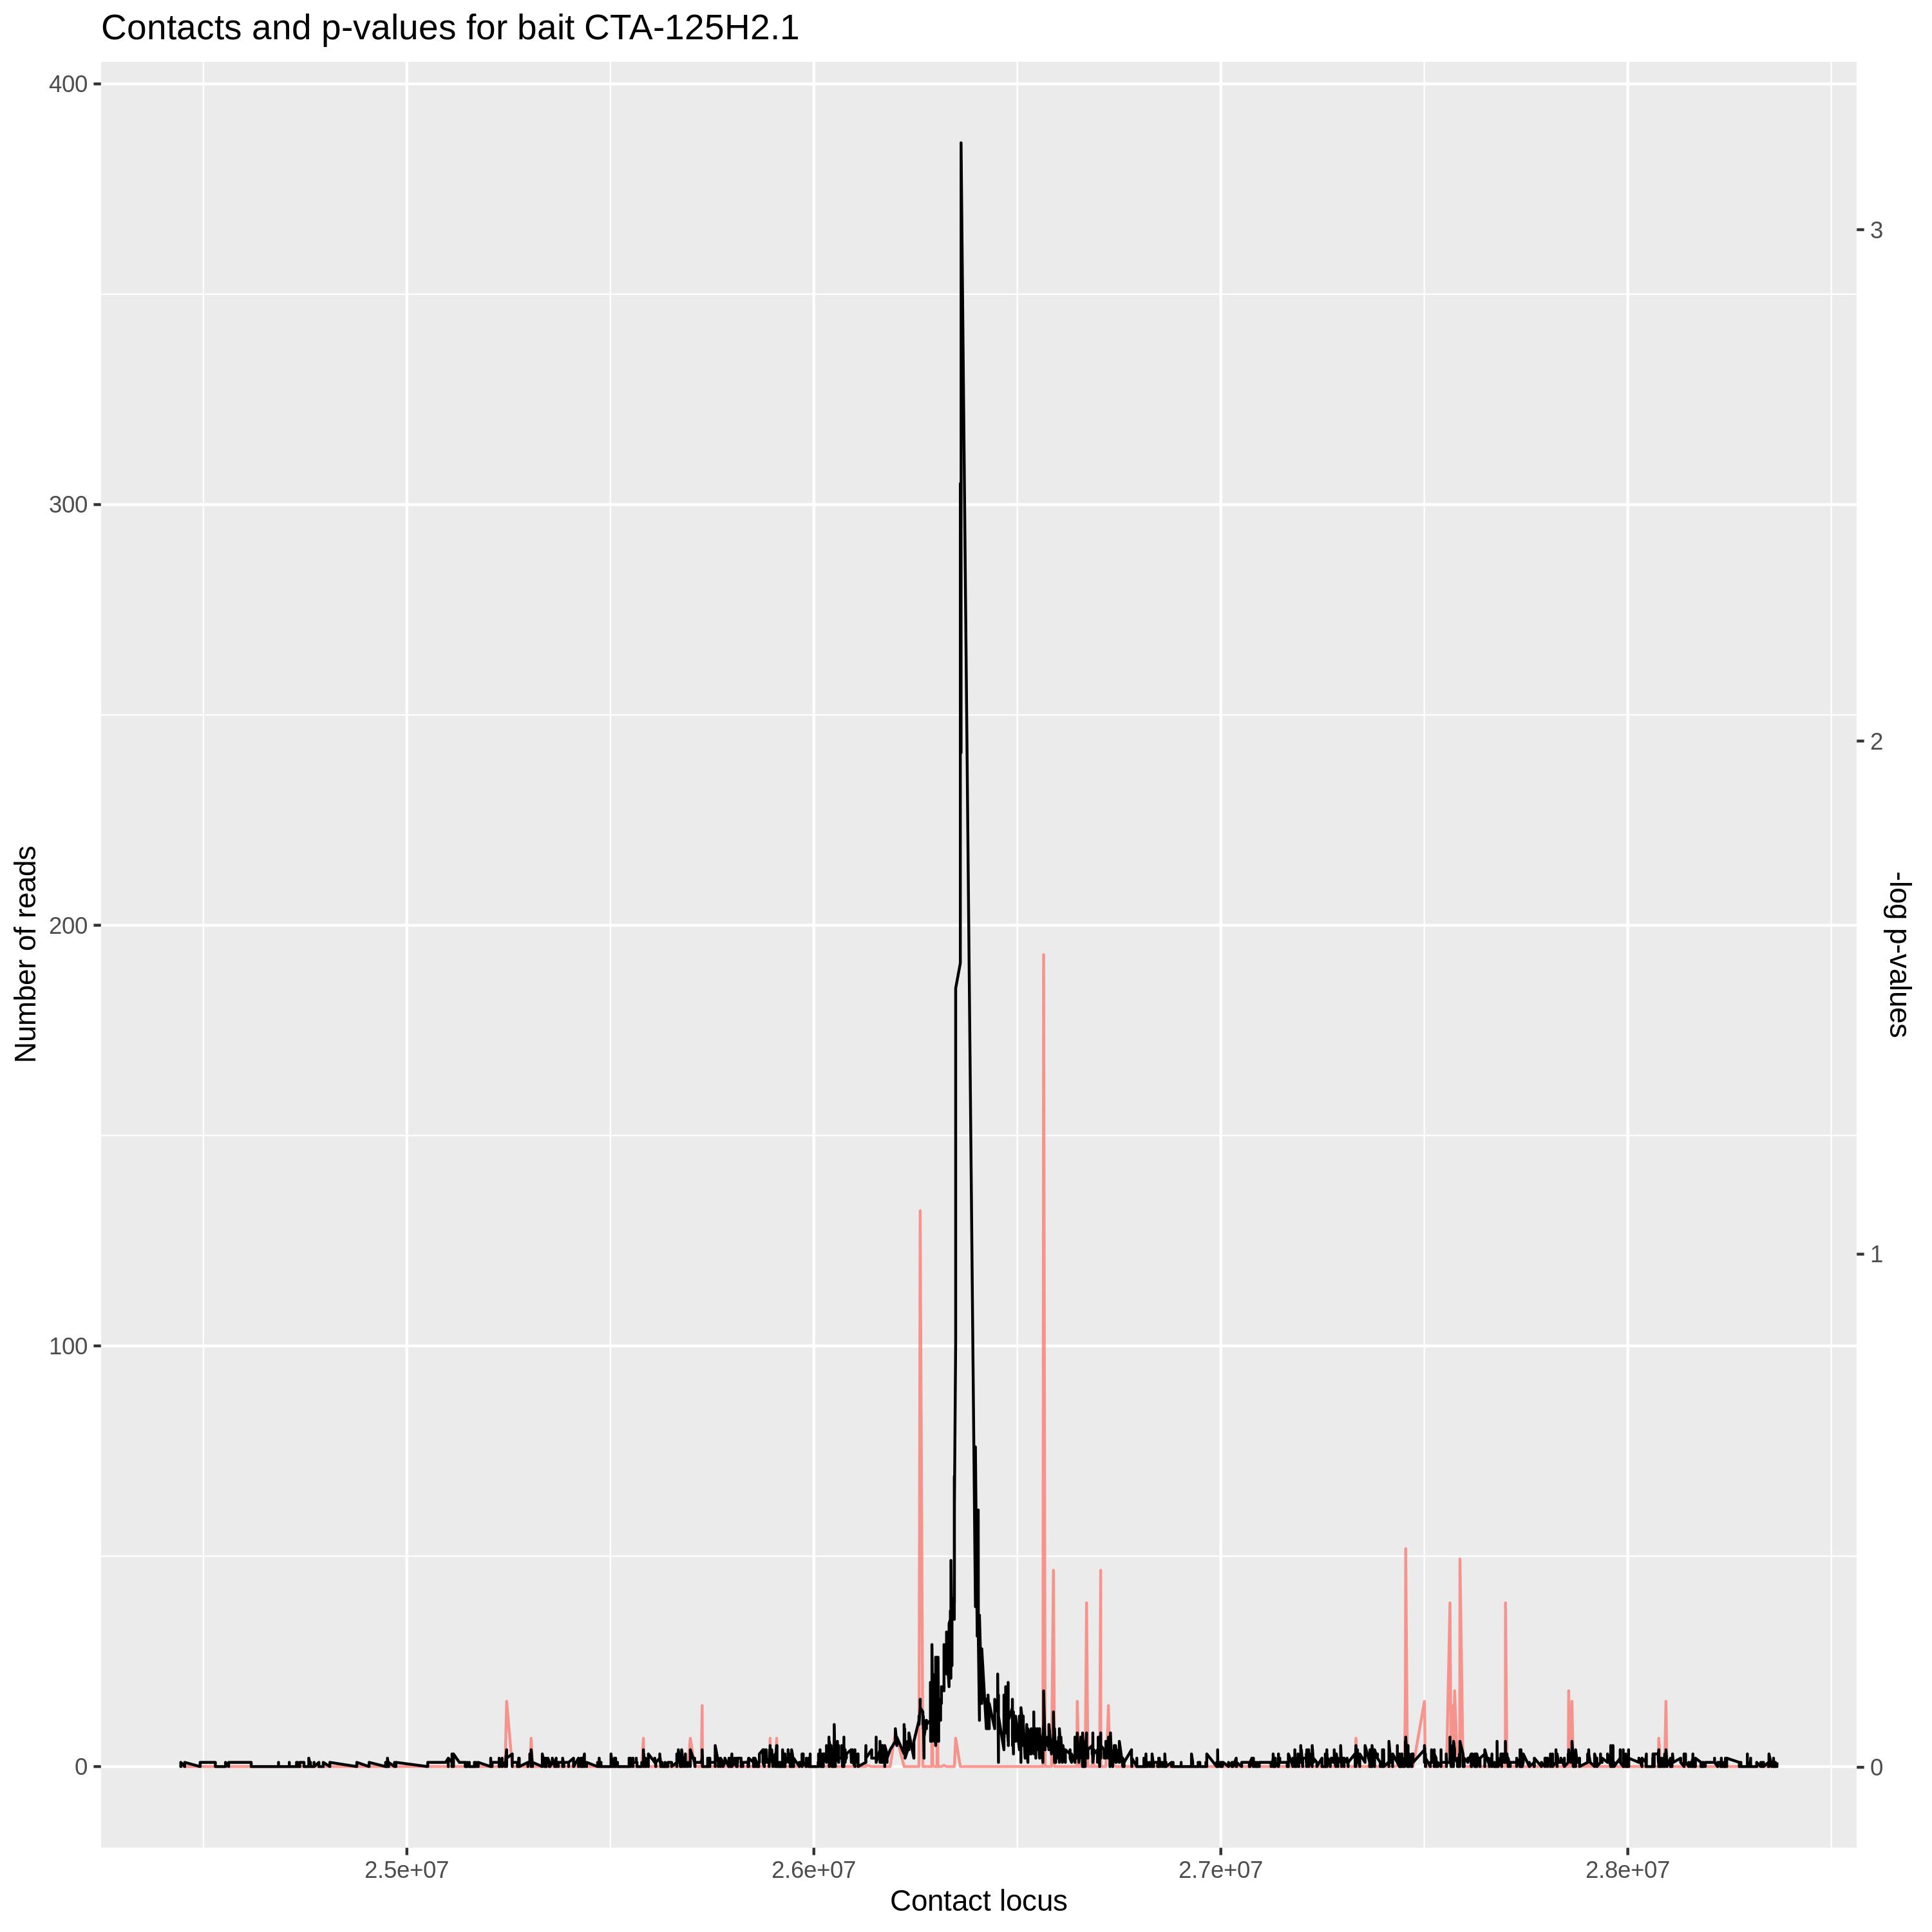 Contacts and p-values for bait CTA-125H2.1
400
300
200
100
0
Number of reads
3
2
1
0
-log p-values
2.5e+07
2.6e+07
2.7e+07
2.8e+07
Contact locus